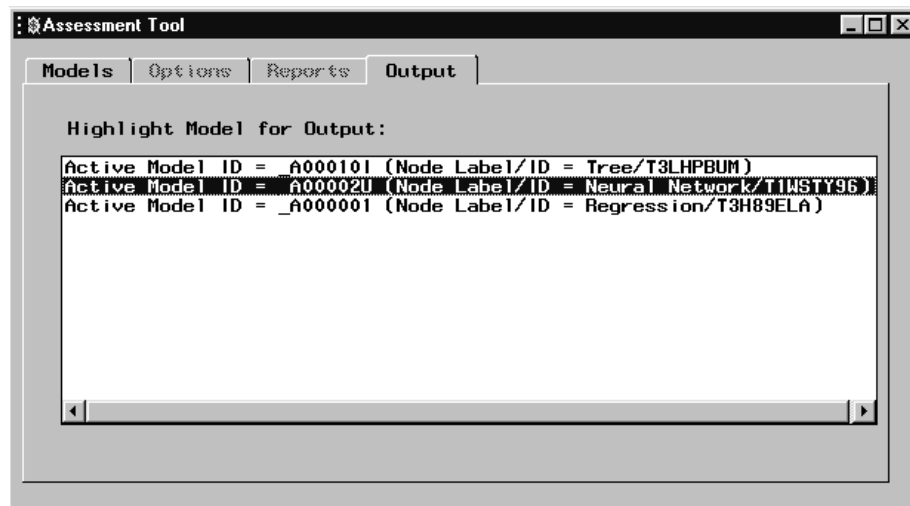 Assessment Tool
Models Options Reports Output
Highlight Model for Output:
Active Model ID = _A00010I (Node Label/ID = Tree/T3LHPBUM)
Active Model ID = _A00002U (Node Label/ID = Neural Network/T1WSTY96)
Active Model ID = _A000001 (Node Label/ID = Regression/T3H89ELA)